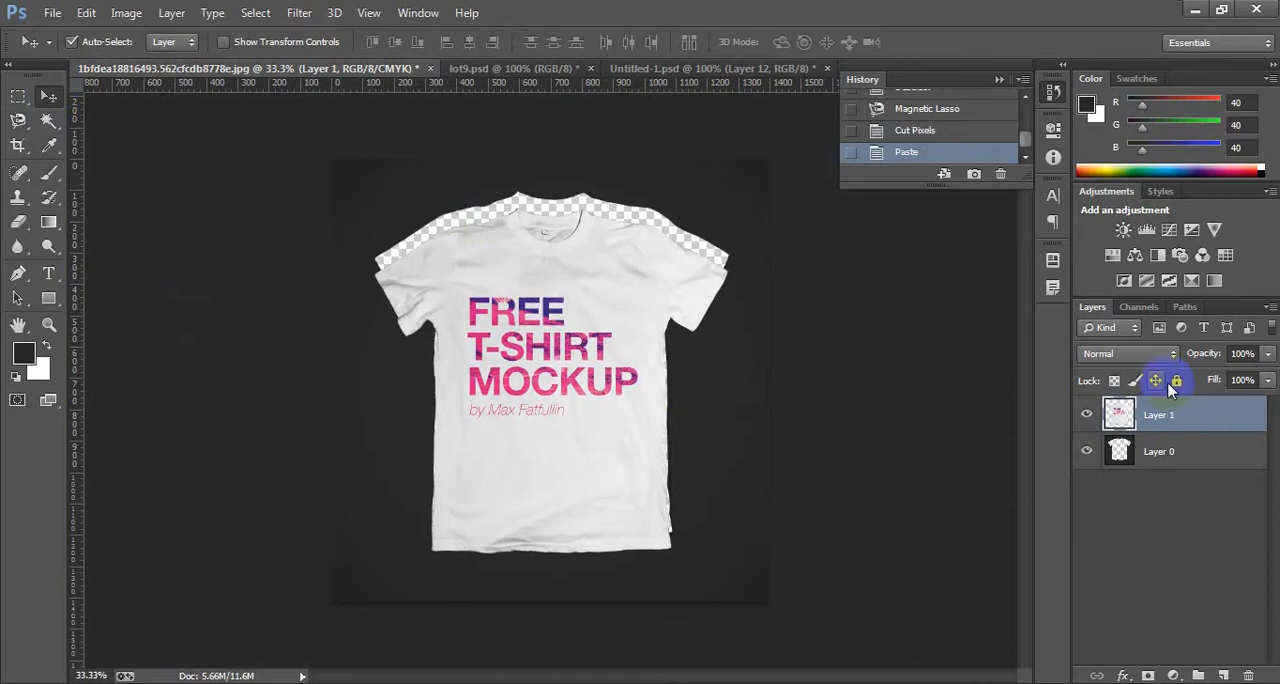 Ps File Edit Image Layer Type Select Filter 3D View Window Help
Auto-Select: Layer Show Transform Controls 3D Mode: Essentials
1bfdea18816493.562cfcdb8778e.jpg @ 33.3% (Layer 1, RGB/8/CMYK) * × lot9.psd @ 100% (RGB/8) * × Untitled-1.psd @ 100% (Layer 12, RGB/8) * ×
History
Magnetic Lasso
Cut Pixels
Paste
Color Swatches
R 40
G 40
B 40
Adjustments Styles
Add an adjustment
Layers Channels Paths
Kind
Normal Opacity: 100%
Lock: Fill: 100%
Layer 1
Layer 0
FREE
T-SHIRT
MOCKUP
by Max Fatfullin
33.33% Doc: 5.66M/11.6M